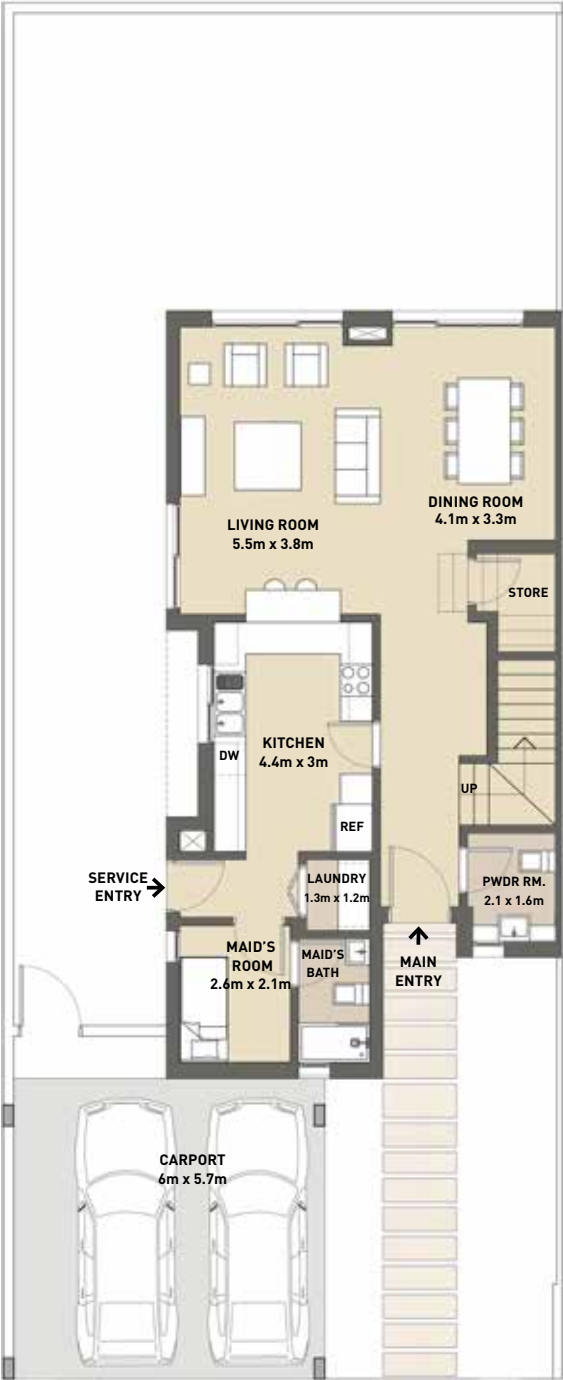 DINING ROOM
4.1m x 3.3m
LIVING ROOM
5.5m x 3.8m
STORE
KITCHEN
4.4m x 3m
DW
UP
REF
SERVICE
ENTRY
LAUNDRY
1.3m x 1.2m
PWDR RM.
2.1 x 1.6m
MAID'S
ROOM
2.6m x 2.1m
MAID'S
BATH
MAIN
ENTRY
CARPORT
6m x 5.7m